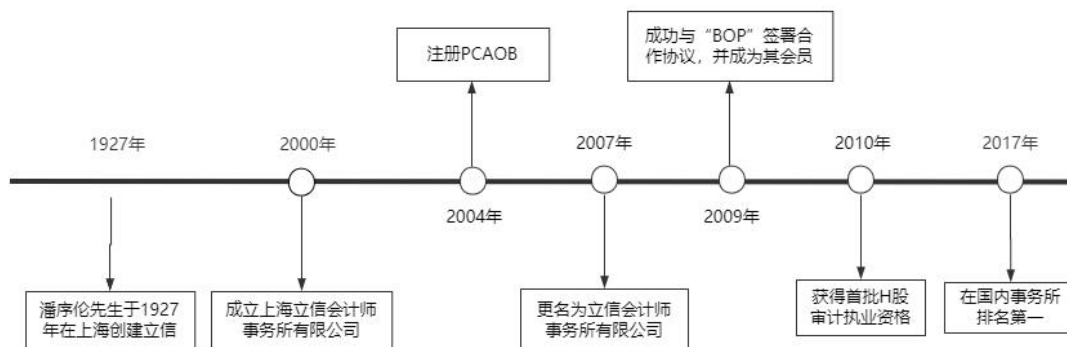 注册PCAOB
成功与“BOP”签署合
作协议，并成为其会员
1927年
2000年
2007年
2010年
2017年
2004年
2009年
潘序伦先生于1927
年在上海创建立信
成立上海立信会计师
事务所有限公司
更名为立信会计师
事务所有限公司
获得首批H股
审计执业资格
在国内事务所
排名第一